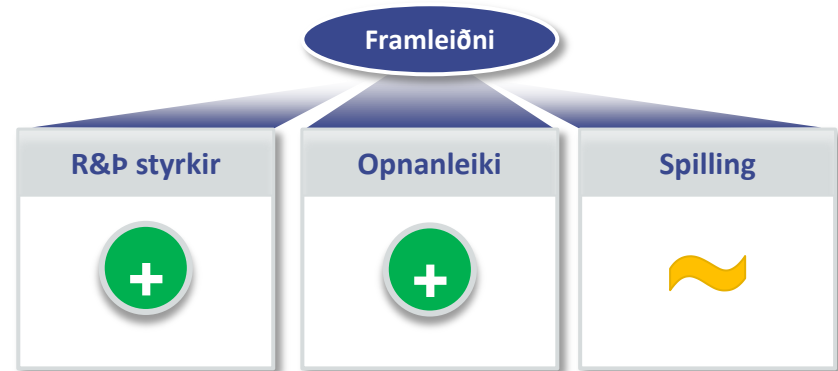 Framleiðni
R&Þ styrkir
Opnanleiki
Spilling
+
+
~